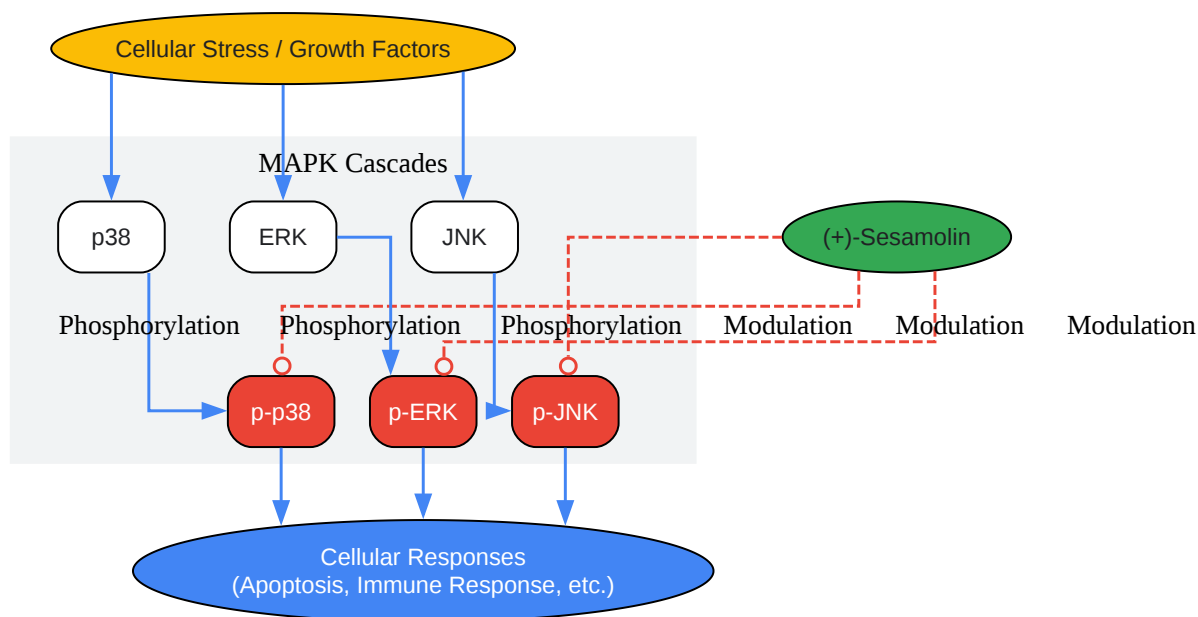 Cellular Stress / Growth Factors
MAPK Cascades
p38
ERK
JNK
(+)-Sesamolin
Phosphorylation
Phosphorylation
Phosphorylation
Modulation
Modulation
Modulation
p-p38
p-ERK
p-JNK
Cellular Responses
(Apoptosis, Immune Response, etc.)